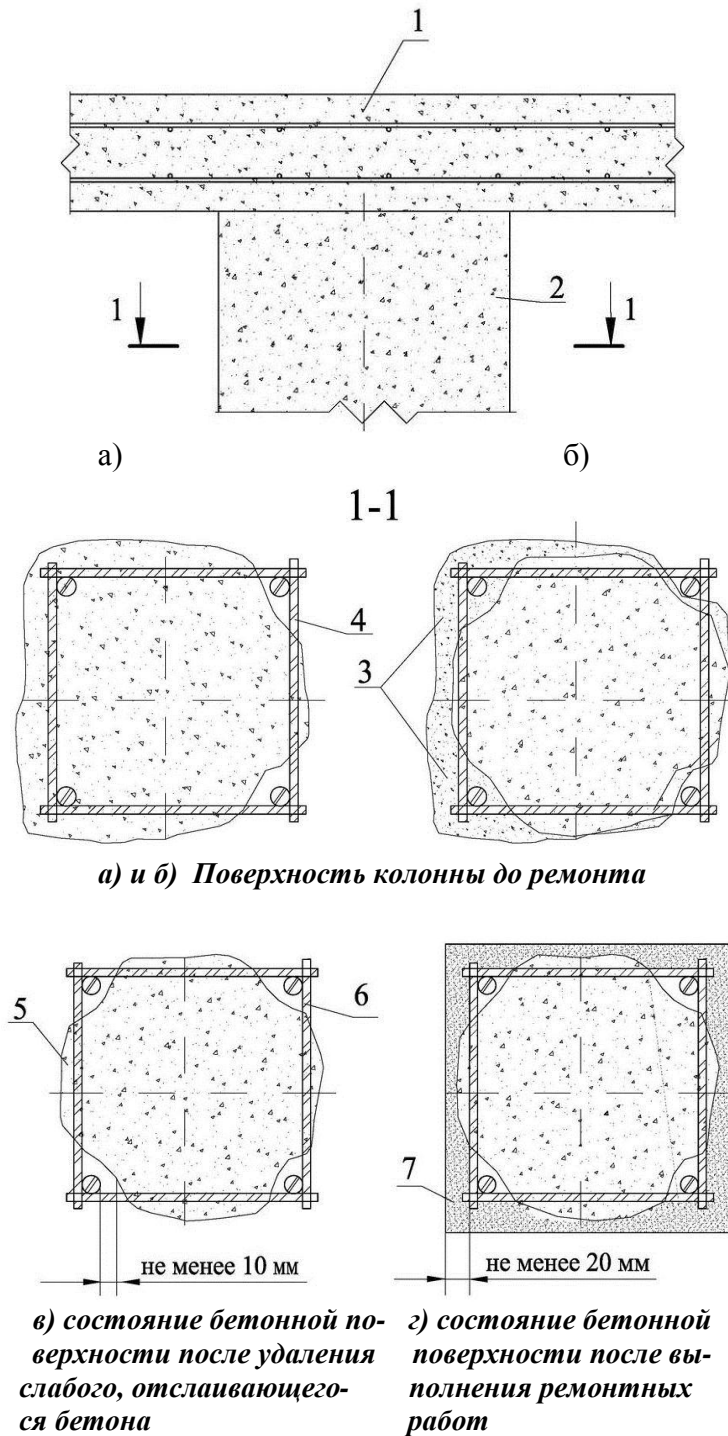 1
2
1 1
а) б)
1-1
4
3
а) и б) Поверхность колонны до ремонта
5 6
7
не менее 10 мм не менее 20 мм
в) состояние бетонной по-
верхности после удаления
слабого, отслаивающего-
ся бетона
г) состояние бетонной
поверхности после вы-
полнения ремонтных
работ